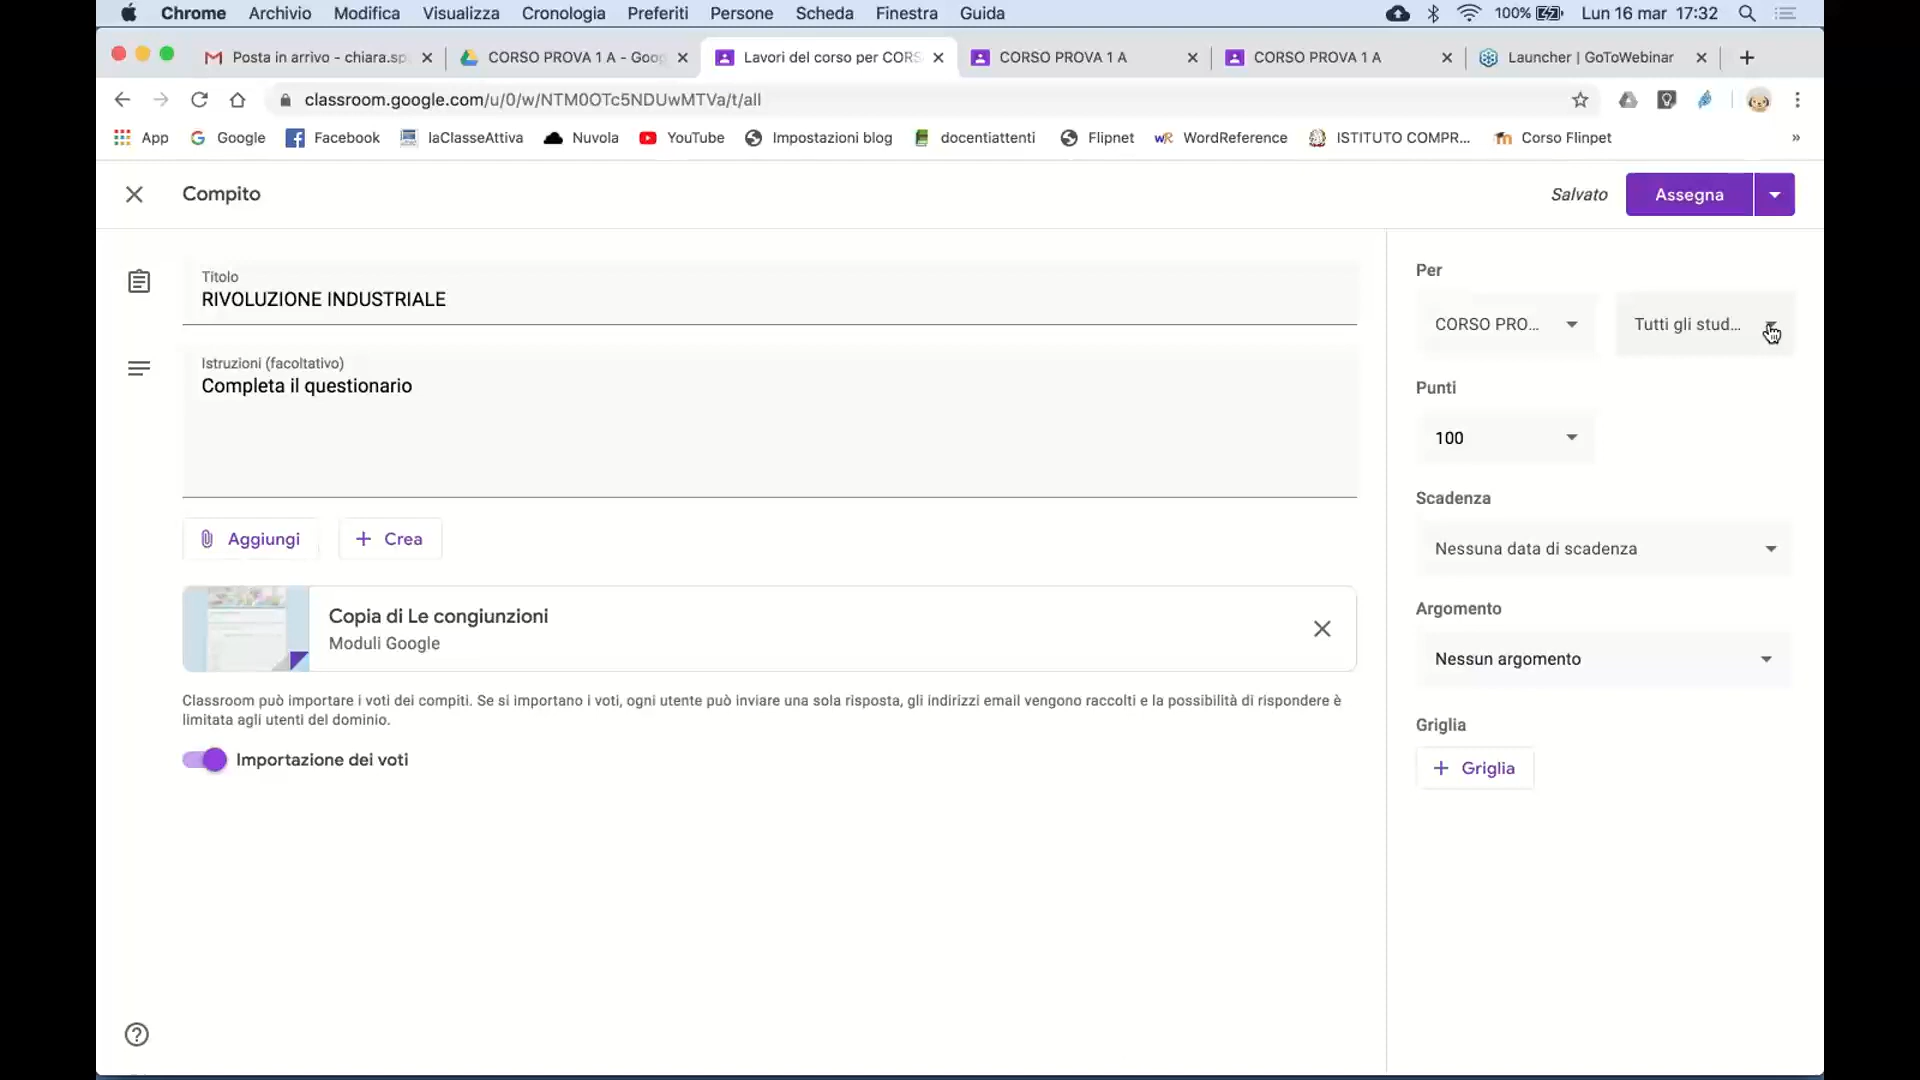 Chrome Archivio Modifica Visualizza Cronologia Preferiti Persone Scheda Finestra Guida 100% Lun 16 mar 17:32
Posta in arrivo - chiara.sp CORSO PROVA 1 A - Goog Lavori del corso per CORS CORSO PROVA 1 A CORSO PROVA 1 A Launcher | GoToWebinar
classroom.google.com/u/0/w/NTM0OTc5NDUwMTVa/t/all
App Google Facebook laClasseAttiva Nuvola YouTube Impostazioni blog docentiattenti Flipnet WordReference ISTITUTO COMPR... Corso Flinpet »
Compito Salvato Assegna
Titolo
RIVOLUZIONE INDUSTRIALE
Istruzioni (facoltativo)
Completa il questionario
Aggiungi + Crea
Copia di Le congiunzioni
Moduli Google
Classroom può importare i voti dei compiti. Se si importano i voti, ogni utente può inviare una sola risposta, gli indirizzi email vengono raccolti e la possibilità di rispondere è
limitata agli utenti del dominio.
Importazione dei voti
Per
CORSO PRO... Tutti gli stud...
Punti
100
Scadenza
Nessuna data di scadenza
Argomento
Nessun argomento
Griglia
+ Griglia